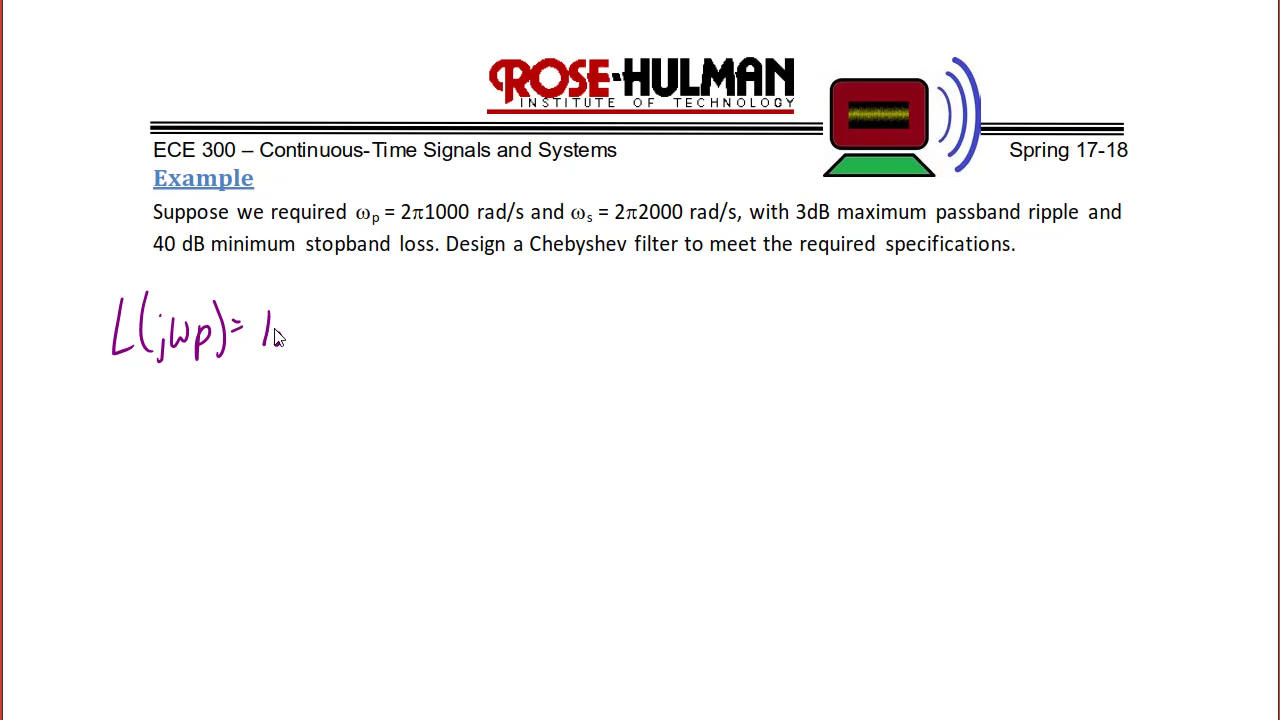 ROSE-HULMAN
INSTITUTE OF TECHNOLOGY
ECE 300 – Continuous-Time Signals and Systems Spring 17-18
Example
Suppose we required ωp = 2π1000 rad/s and ωs = 2π2000 rad/s, with 3dB maximum passband ripple and
40 dB minimum stopband loss. Design a Chebyshev filter to meet the required specifications.
L(jωp) = 1